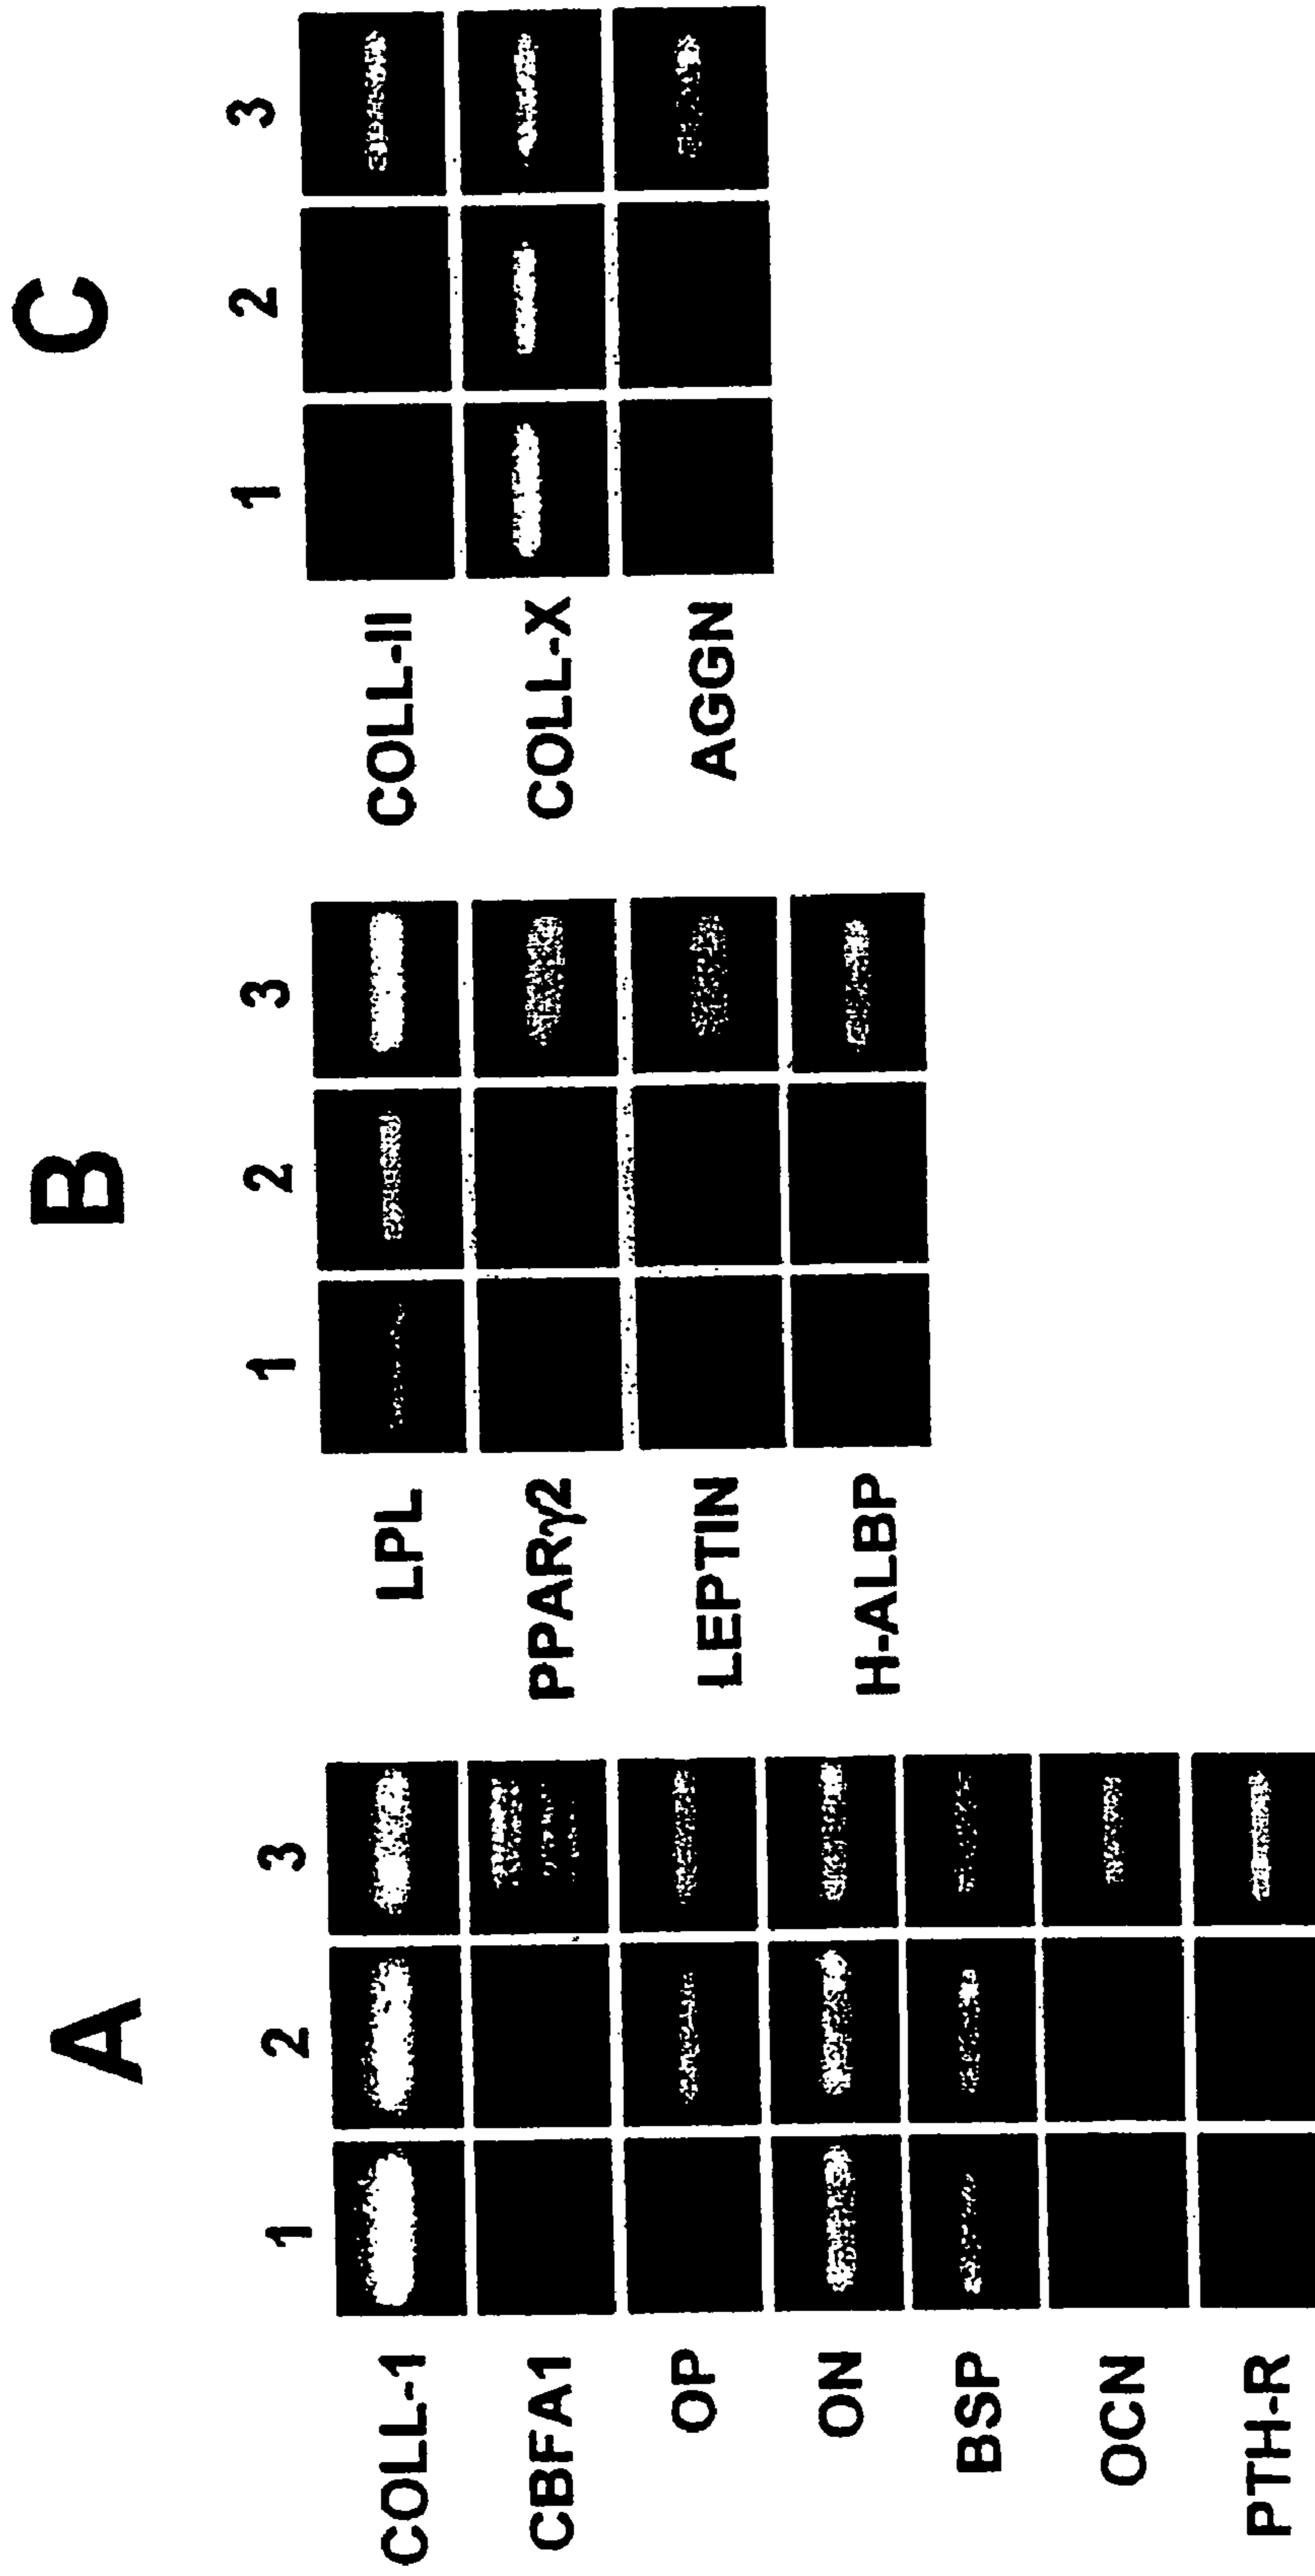 A
1 2 3
COLL-1
CBFA1
OP
ON
BSP
OCN
PTH-R
B
1 2 3
LPL
PPARγ2
LEPTIN
H-ALBP
C
1 2 3
COLL-II
COLL-X
AGGN